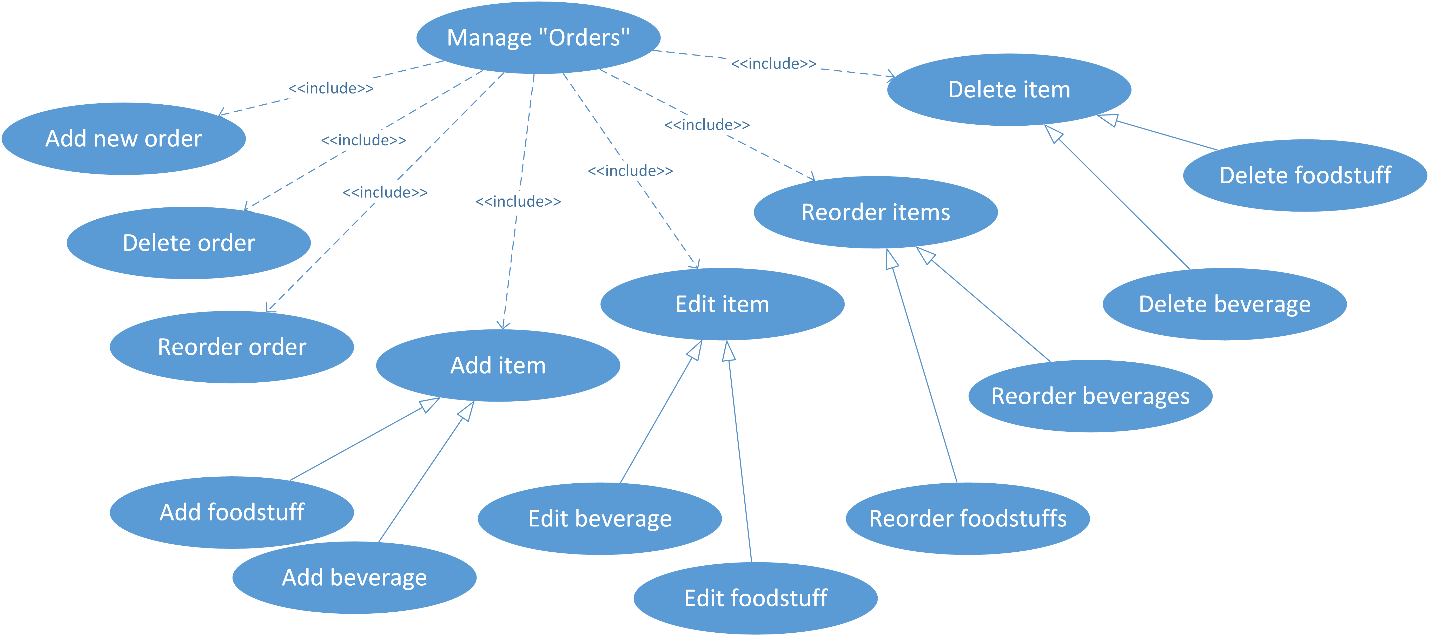 Manage "Orders"
<<include>>
Delete item
<<include>>
<<include>>
Add new order
<<include>>
<<include>>
<<include>>
Delete foodstuff
<<include>>
<<include>>
Reorder items
Delete order
Edit item
Delete beverage
Reorder order
Add item
Reorder beverages
Add foodstuff
Edit beverage
Reorder foodstuffs
Add beverage
Edit foodstuff